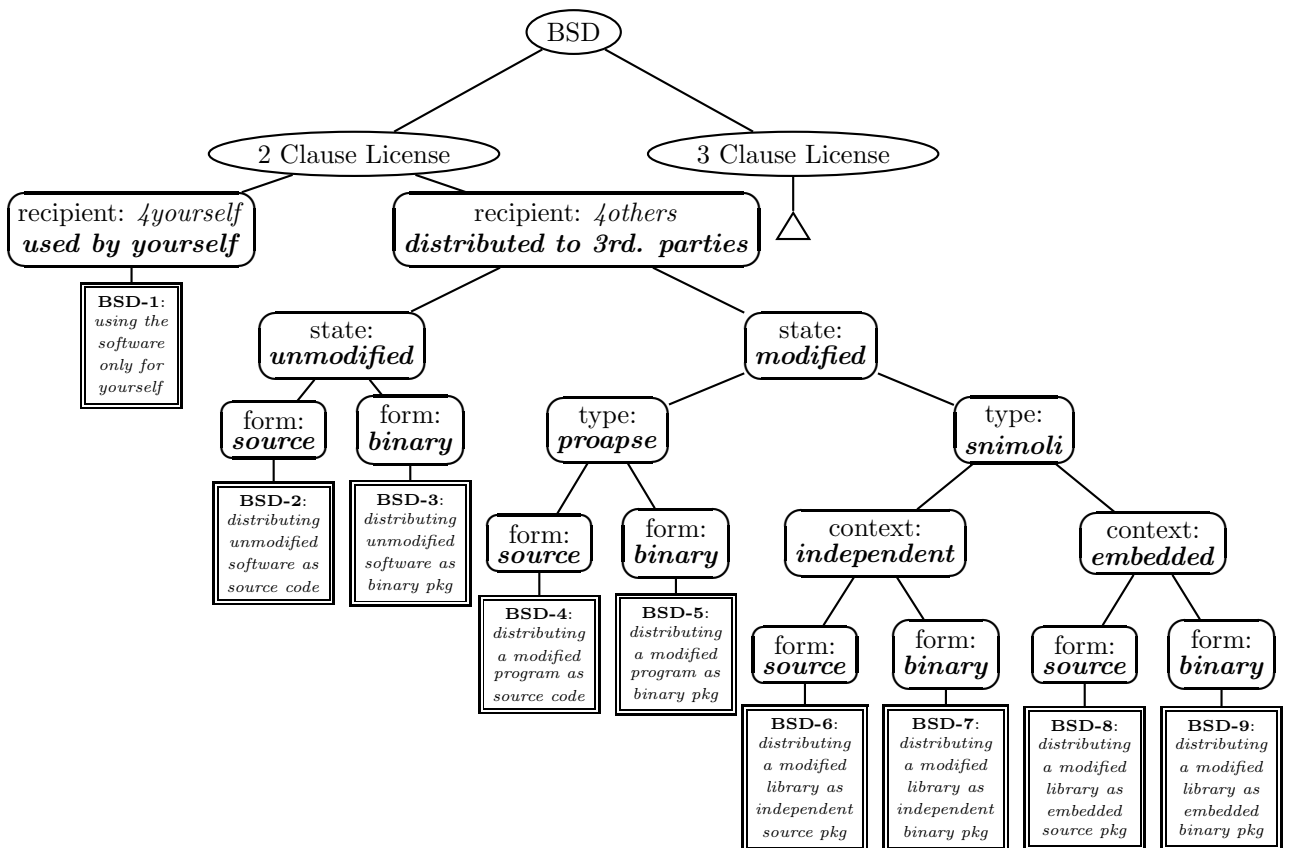 BSD
2 Clause License
3 Clause License
recipient: 4yourself
used by yourself
recipient: 4others
distributed to 3rd. parties
BSD-1:
using the
software
only for
yourself
state:
unmodified
state:
modified
form:
source
form:
binary
type:
proapse
type:
snimoli
BSD-2:
distributing
unmodified
software as
source code
BSD-3:
distributing
unmodified
software as
binary pkg
form:
source
form:
binary
context:
independent
context:
embedded
BSD-4:
distributing
a modified
program as
source code
BSD-5:
distributing
a modified
program as
binary pkg
form:
source
form:
binary
form:
source
form:
binary
BSD-6:
distributing
a modified
library as
independent
source pkg
BSD-7:
distributing
a modified
library as
independent
binary pkg
BSD-8:
distributing
a modified
library as
embedded
source pkg
BSD-9:
distributing
a modified
library as
embedded
binary pkg